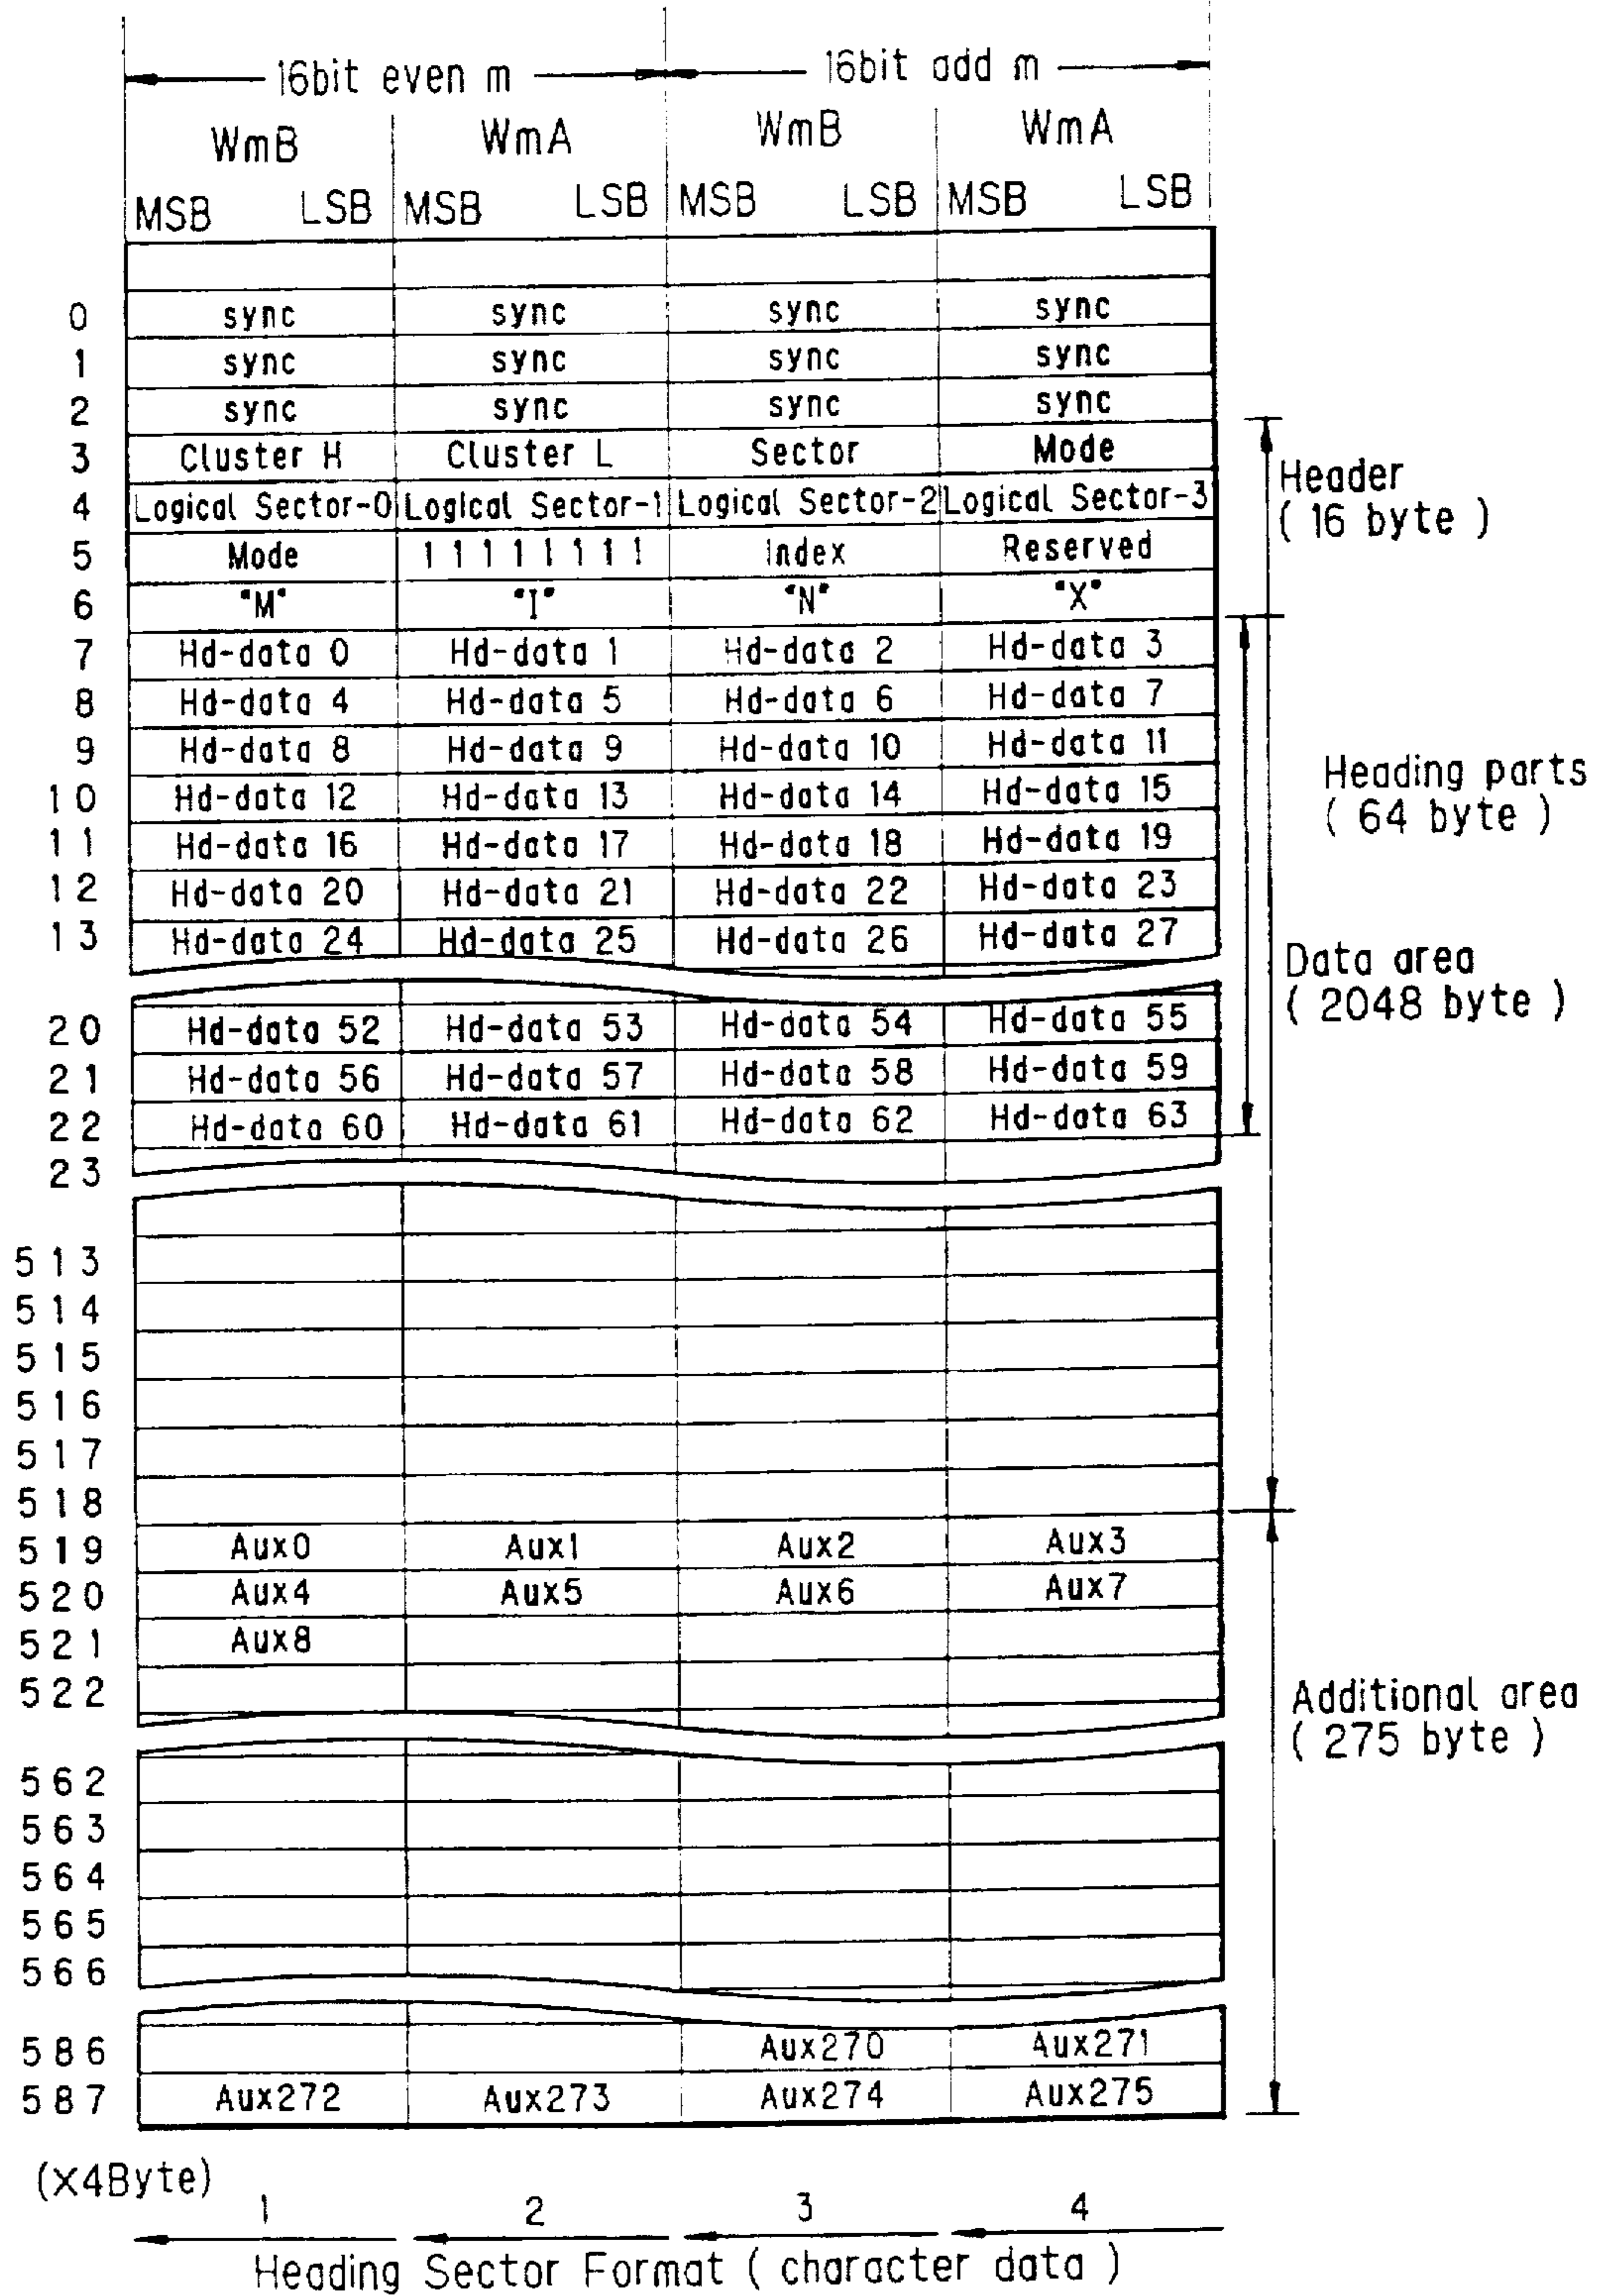 16bit even m 16bit add m
WmB WmA WmB WmA
MSB LSB MSB LSB MSB LSB MSB LSB
0 sync sync sync sync
1 sync sync sync sync
2 sync sync sync sync
3 Cluster H Cluster L Sector Mode
4 Logical Sector-0 Logical Sector-1 Logical Sector-2 Logical Sector-3
Header
( 16 byte )
5 Mode 1 1 1 1 1 1 1 1 Index Reserved
6 "M" "I" "N" "X"
7 Hd-data 0 Hd-data 1 Hd-data 2 Hd-data 3
8 Hd-data 4 Hd-data 5 Hd-data 6 Hd-data 7
9 Hd-data 8 Hd-data 9 Hd-data 10 Hd-data 11
10 Hd-data 12 Hd-data 13 Hd-data 14 Hd-data 15
Heading parts
( 64 byte )
11 Hd-data 16 Hd-data 17 Hd-data 18 Hd-data 19
12 Hd-data 20 Hd-data 21 Hd-data 22 Hd-data 23
13 Hd-data 24 Hd-data 25 Hd-data 26 Hd-data 27
Data area
( 2048 byte )
20 Hd-data 52 Hd-data 53 Hd-data 54 Hd-data 55
21 Hd-data 56 Hd-data 57 Hd-data 58 Hd-data 59
22 Hd-data 60 Hd-data 61 Hd-data 62 Hd-data 63
23
513
514
515
516
517
518
519 Aux0 Aux1 Aux2 Aux3
520 Aux4 Aux5 Aux6 Aux7
521 Aux8
522
Additional area
( 275 byte )
562
563
564
565
566
586 Aux270 Aux271
587 Aux272 Aux273 Aux274 Aux275
(×4Byte)
1 2 3 4
Heading Sector Format ( character data )